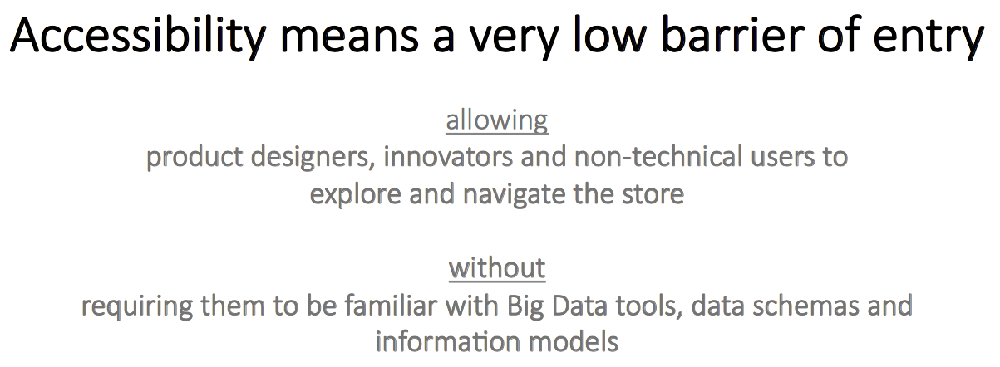 Accessibility means a very low barrier of entry
allowing
product designers, innovators and non-technical users to
explore and navigate the store
without
requiring them to be familiar with Big Data tools, data schemas and
information models